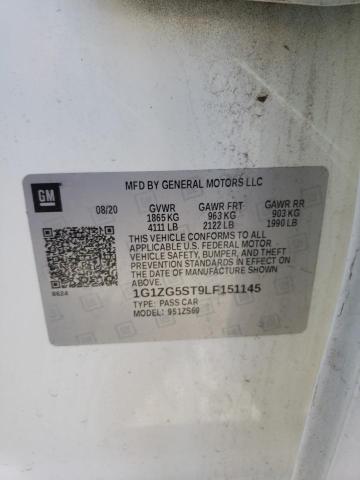 GM
MFD BY GENERAL MOTORS LLC
08/20 GVWR GAWR FRT GAWR RR
1865 KG 963 KG 903 KG
4111 LB 2122 LB 1990 LB
THIS VEHICLE CONFORMS TO ALL
APPLICABLE U.S. FEDERAL MOTOR
VEHICLE SAFETY, BUMPER, AND THEFT
PREVENTION STANDARDS IN EFFECT ON
THE DATE OF MANUFACTURE SHOWN
ABOVE.
8624
1G1ZG5ST9LF151145
TYPE: PASS CAR
MODEL: 951ZS69